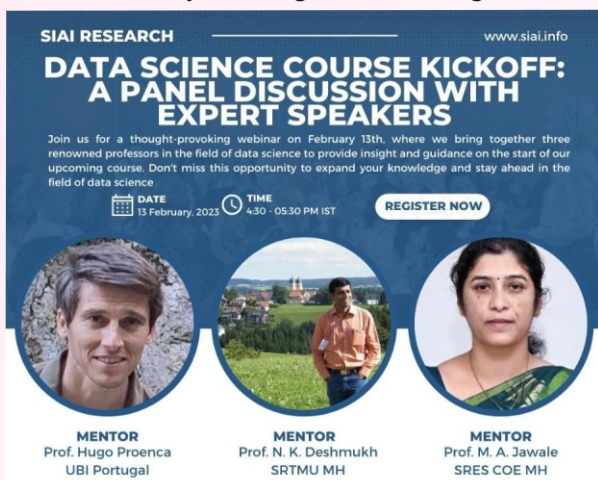 SIAI RESEARCH
www.siai.info
DATA SCIENCE COURSE KICKOFF:
A PANEL DISCUSSION WITH
EXPERT SPEAKERS
Join us for a thought-provoking webinar on February 13th, where we bring together three
renowned professors in the field of data science to provide insight and guidance on the start of our
upcoming course. Don't miss this opportunity to expand your knowledge and stay ahead in the
field of data science
DATE
13 February, 2023
TIME
4:30 - 05:30 PM IST
REGISTER NOW
MENTOR
Prof. Hugo Proenca
UBI Portugal
MENTOR
Prof. N. K. Deshmukh
SRTMU MH
MENTOR
Prof. M. A. Jawale
SRES COE MH